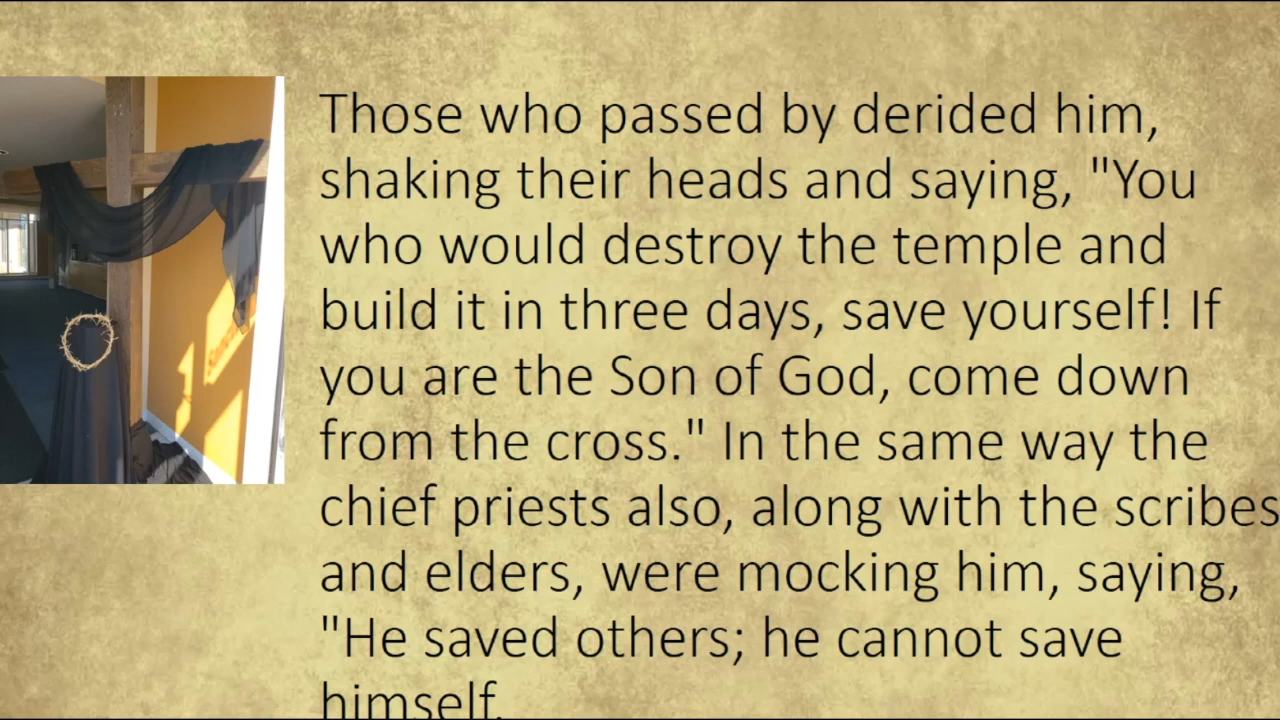 Those who passed by derided him,
shaking their heads and saying, "You
who would destroy the temple and
build it in three days, save yourself! If
you are the Son of God, come down
from the cross." In the same way the
chief priests also, along with the scribes
and elders, were mocking him, saying,
"He saved others; he cannot save
himself.